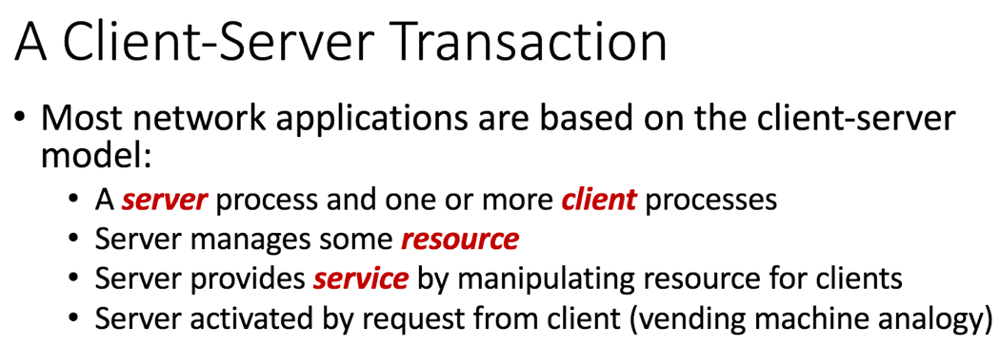 A Client-Server Transaction
• Most network applications are based on the client-server
model:
• A server process and one or more client processes
• Server manages some resource
• Server provides service by manipulating resource for clients
• Server activated by request from client (vending machine analogy)